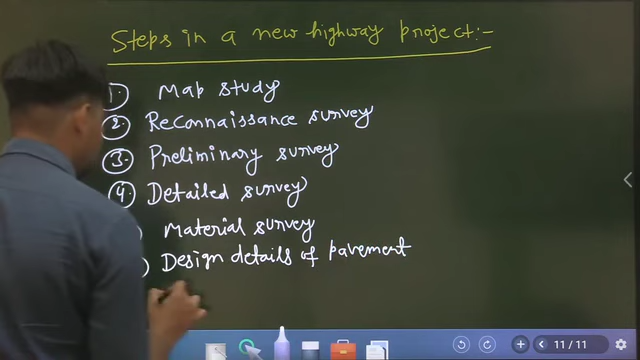 Steps in a new highway project:-
1. Map study
2. Reconnaissance survey
3. Preliminary survey
4. Detailed survey
Material survey
Design details of pavement
11/11